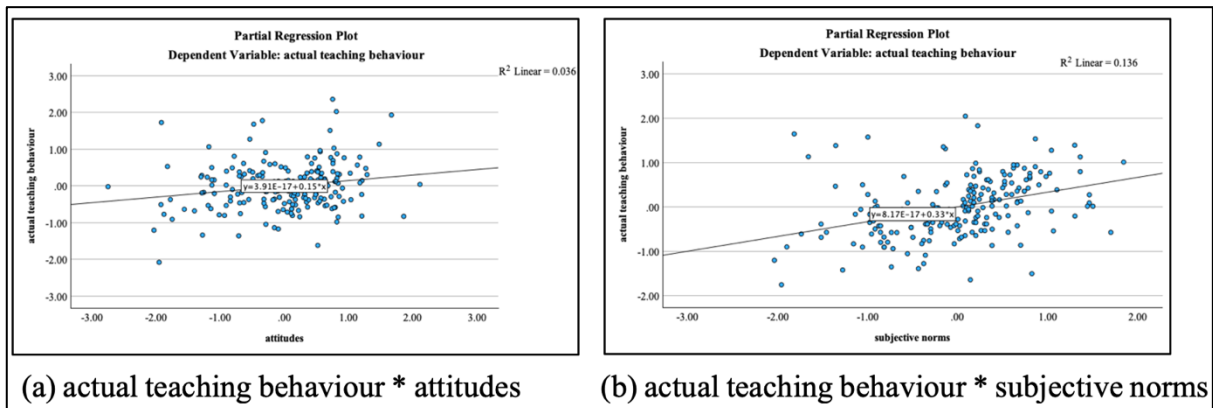 Partial Regression Plot
Dependent Variable: actual teaching behaviour
R² Linear = 0.036
3.00
2.00
1.00
.00
-1.00
-2.00
-3.00
actual teaching behaviour
y=3.91E-17+0.15*x
-3.00 -2.00 -1.00 .00 1.00 2.00 3.00
attitudes
(a) actual teaching behaviour * attitudes
Partial Regression Plot
Dependent Variable: actual teaching behaviour
R² Linear = 0.136
3.00
2.00
1.00
.00
-1.00
-2.00
actual teaching behaviour
y=8.17E-17+0.33*x
-3.00 -2.00 -1.00 .00 1.00 2.00
subjective norms
(b) actual teaching behaviour * subjective norms